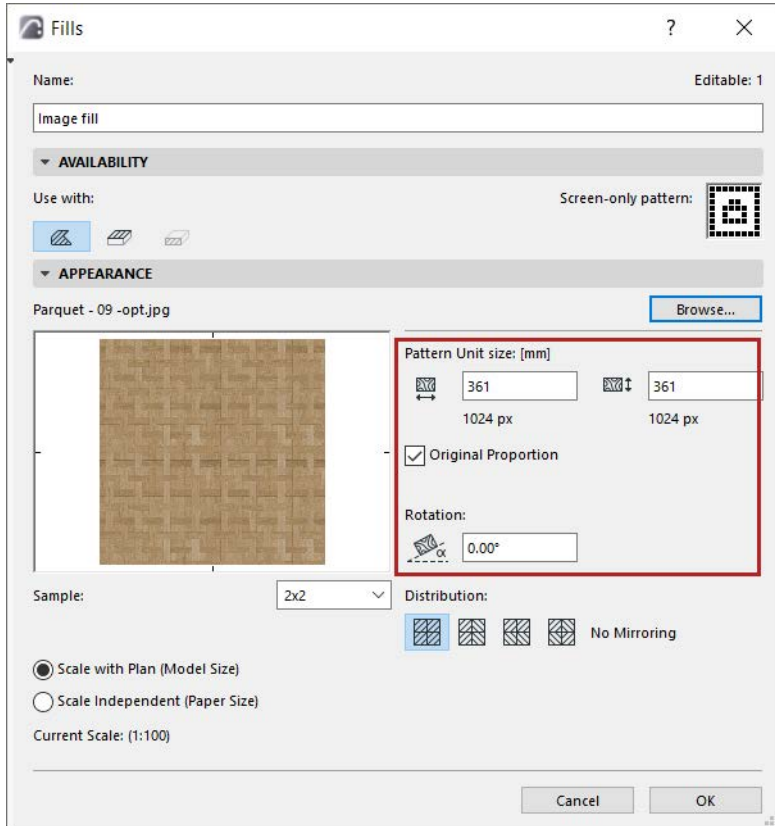 Fills ?
Name: Editable: 1
Image fill
AVAILABILITY
Use with: Screen-only pattern:
APPEARANCE
Parquet - 09 -opt.jpg Browse...
Pattern Unit size: [mm]
361 361
1024 px 1024 px
Original Proportion
Rotation:
α 0.00°
Sample: 2x2 Distribution:
No Mirroring
Scale with Plan (Model Size)
Scale Independent (Paper Size)
Current Scale: (1:100)
Cancel OK